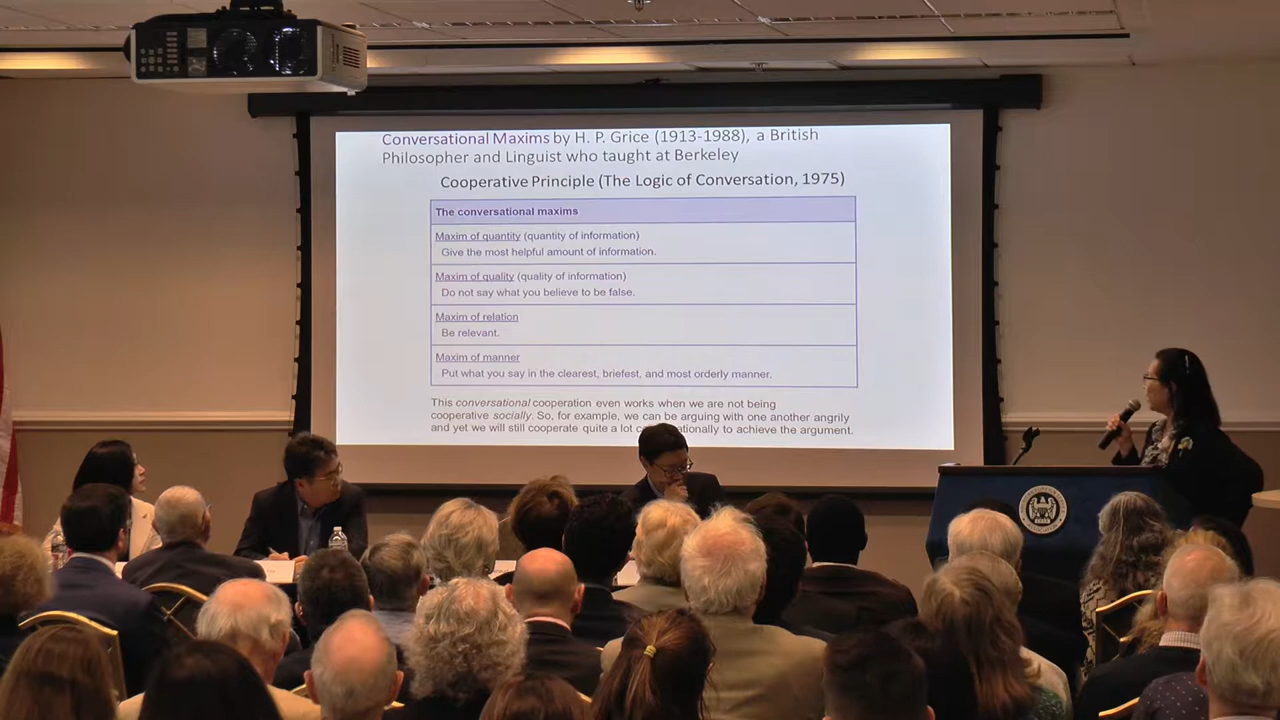 Conversational Maxims by H. P. Grice (1913-1988), a British
Philosopher and Linguist who taught at Berkeley
Cooperative Principle (The Logic of Conversation, 1975)
The conversational maxims
Maxim of quantity (quantity of information)
Give the most helpful amount of information.
Maxim of quality (quality of information)
Do not say what you believe to be false.
Maxim of relation
Be relevant.
Maxim of manner
Put what you say in the clearest, briefest, and most orderly manner.
This conversational cooperation even works when we are not being
cooperative socially. So, for example, we can be arguing with one another angrily
and yet we will still cooperate quite a lot to achieve the argument.